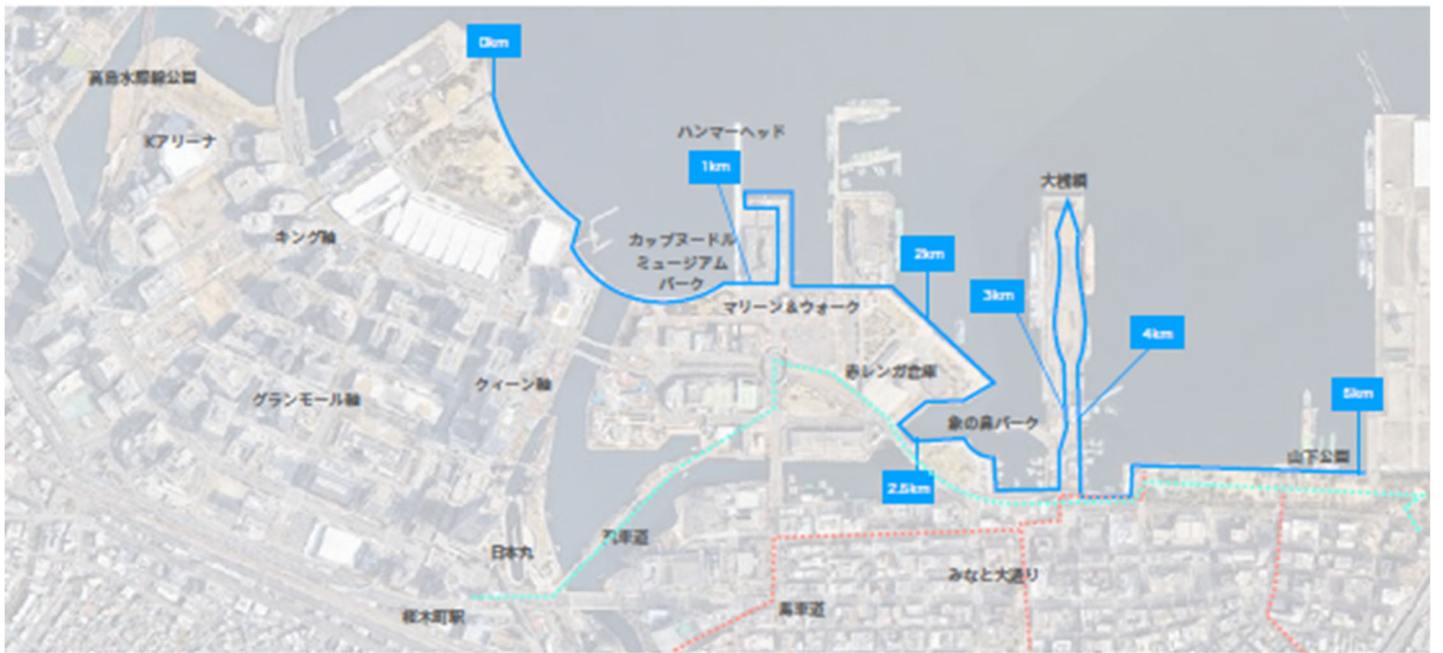 0km
高島水際線公園
Kアリーナ
ハンマーヘッド
1km
大桟橋
キング軸
カップヌードル
ミュージアム
パーク
2km
3km
マリーン＆ウォーク
4km
赤レンガ倉庫
クィーン軸
グランモール軸
5km
象の鼻パーク
山下公園
2.5km
汽車道
日本丸
みなと大通り
桜木町駅
馬車道